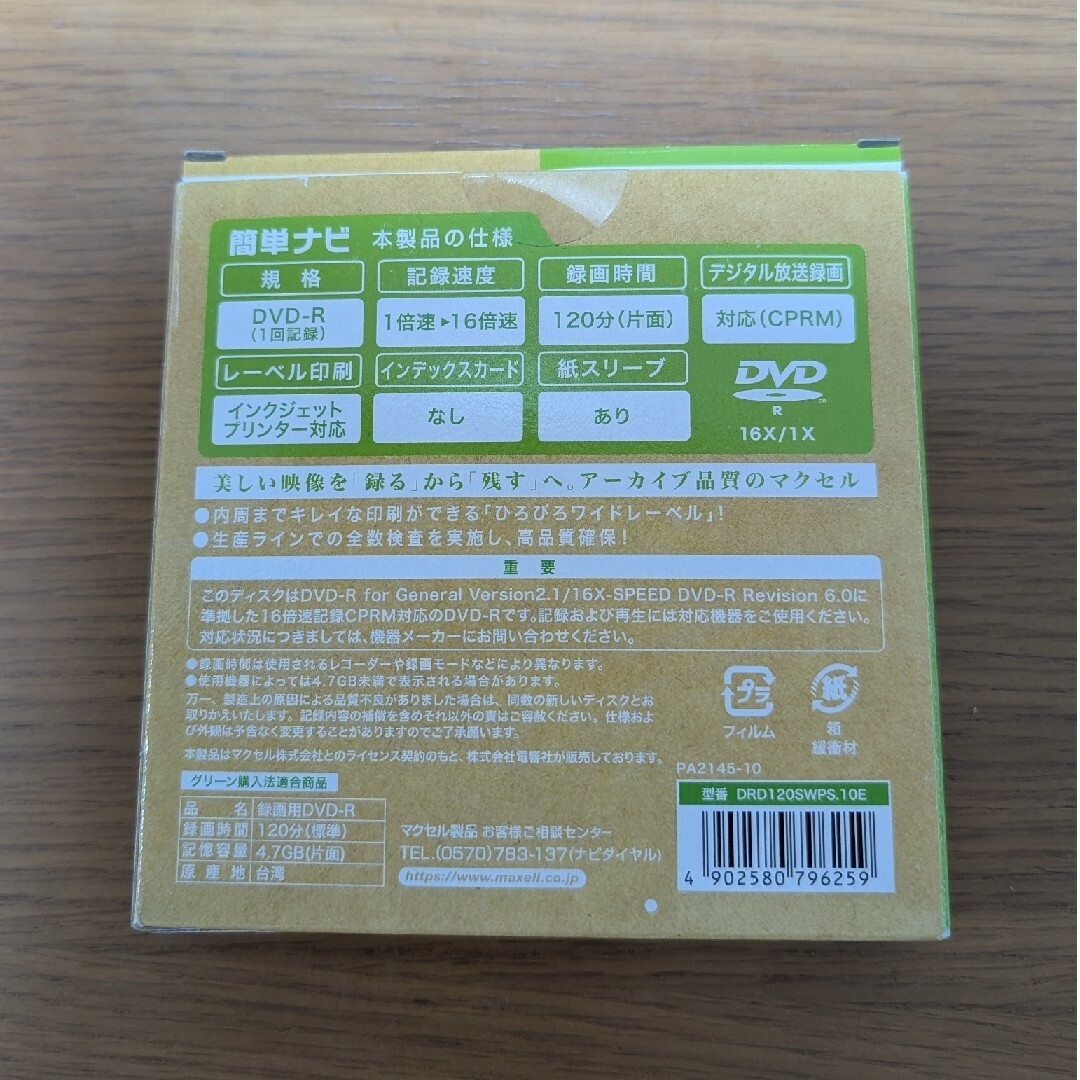 簡単ナビ 本製品の仕様
規格 記録速度 録画時間 デジタル放送録画
DVD-R
(1回記録)
1倍速▶16倍速 120分(片面) 対応(CPRM)
レーベル印刷 インデックスカード 紙スリーブ
インクジェット
プリンター対応
なし あり
DVD
R
16X/1X
美しい映像を「録る」から「残す」へ。アーカイブ品質のマクセル
●内周までキレイな印刷ができる「ひろびろワイドレーベル」!
●生産ラインでの全数検査を実施し、高品質確保!
重要
このディスクはDVD-R for General Version2.1/16X-SPEED DVD-R Revision 6.0に
準拠した16倍速記録CPRM対応のDVD-Rです。記録および再生には対応機器をご使用ください。
対応状況につきましては、機器メーカーにお問い合わせください。
●録画時間は使用されるレコーダーや録画モードなどにより異なります。
●使用機器によっては4.7GB未満で表示される場合があります。
万一、製造上の原因による品質不良がありました場合は、同数の新しいディスクとお
取りかえいたします。記録内容の補償を含めそれ以外の責はご容赦ください。仕様およ
び外観は予告なく変更することがありますのでご了承願います。
本製品はマクセル株式会社とのライセンス契約のもと、株式会社電響社が販売しております。
プラ
フィルム
紙
箱
緩衝材
PA2145-10
グリーン購入法適合商品
品名 録画用DVD-R
録画時間 120分(標準)
記憶容量 4.7GB(片面)
原産地 台湾
マクセル製品 お客様ご相談センター
TEL.(0570)783-137(ナビダイヤル)
https://www.maxell.co.jp
型番 DRD120SWPS.10E
4 902580 796259